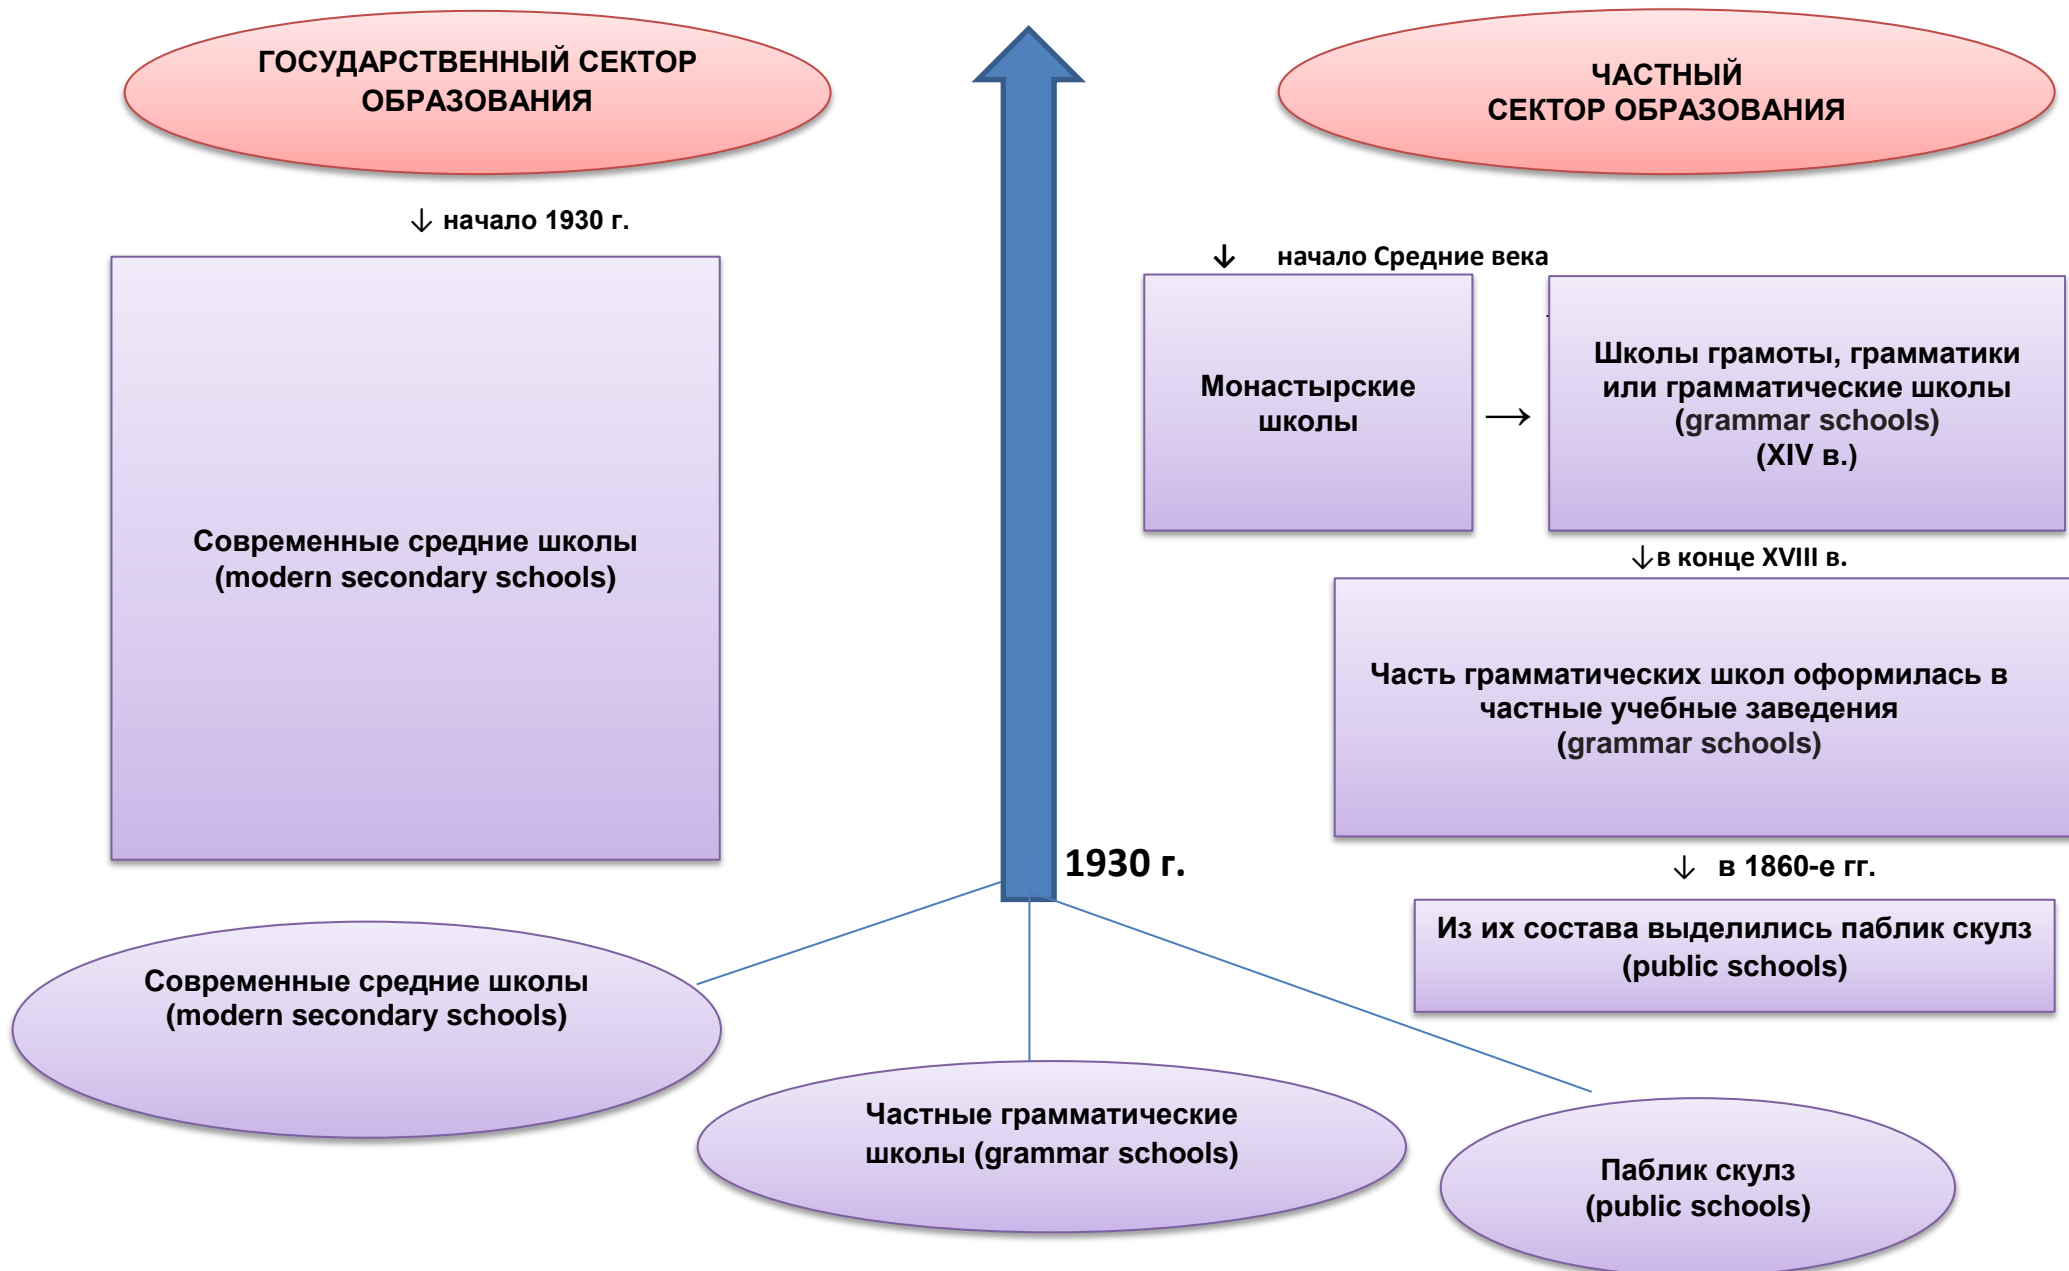 ГОСУДАРСТВЕННЫЙ СЕКТОР
ОБРАЗОВАНИЯ
↓ начало 1930 г.
Современные средние школы
(modern secondary schools)
ЧАСТНЫЙ
СЕКТОР ОБРАЗОВАНИЯ
↓ начало Средние века
Монастырские
школы
→
Школы грамоты, грамматики
или грамматические школы
(grammar schools)
(XIV в.)
↓в конце XVIII в.
Часть грамматических школ оформилась в
частные учебные заведения
(grammar schools)
↓ в 1860-е гг.
Из их состава выделились паблик скулз
(public schools)
1930 г.
Современные средние школы
(modern secondary schools)
Частные грамматические
школы (grammar schools)
Паблик скулз
(public schools)